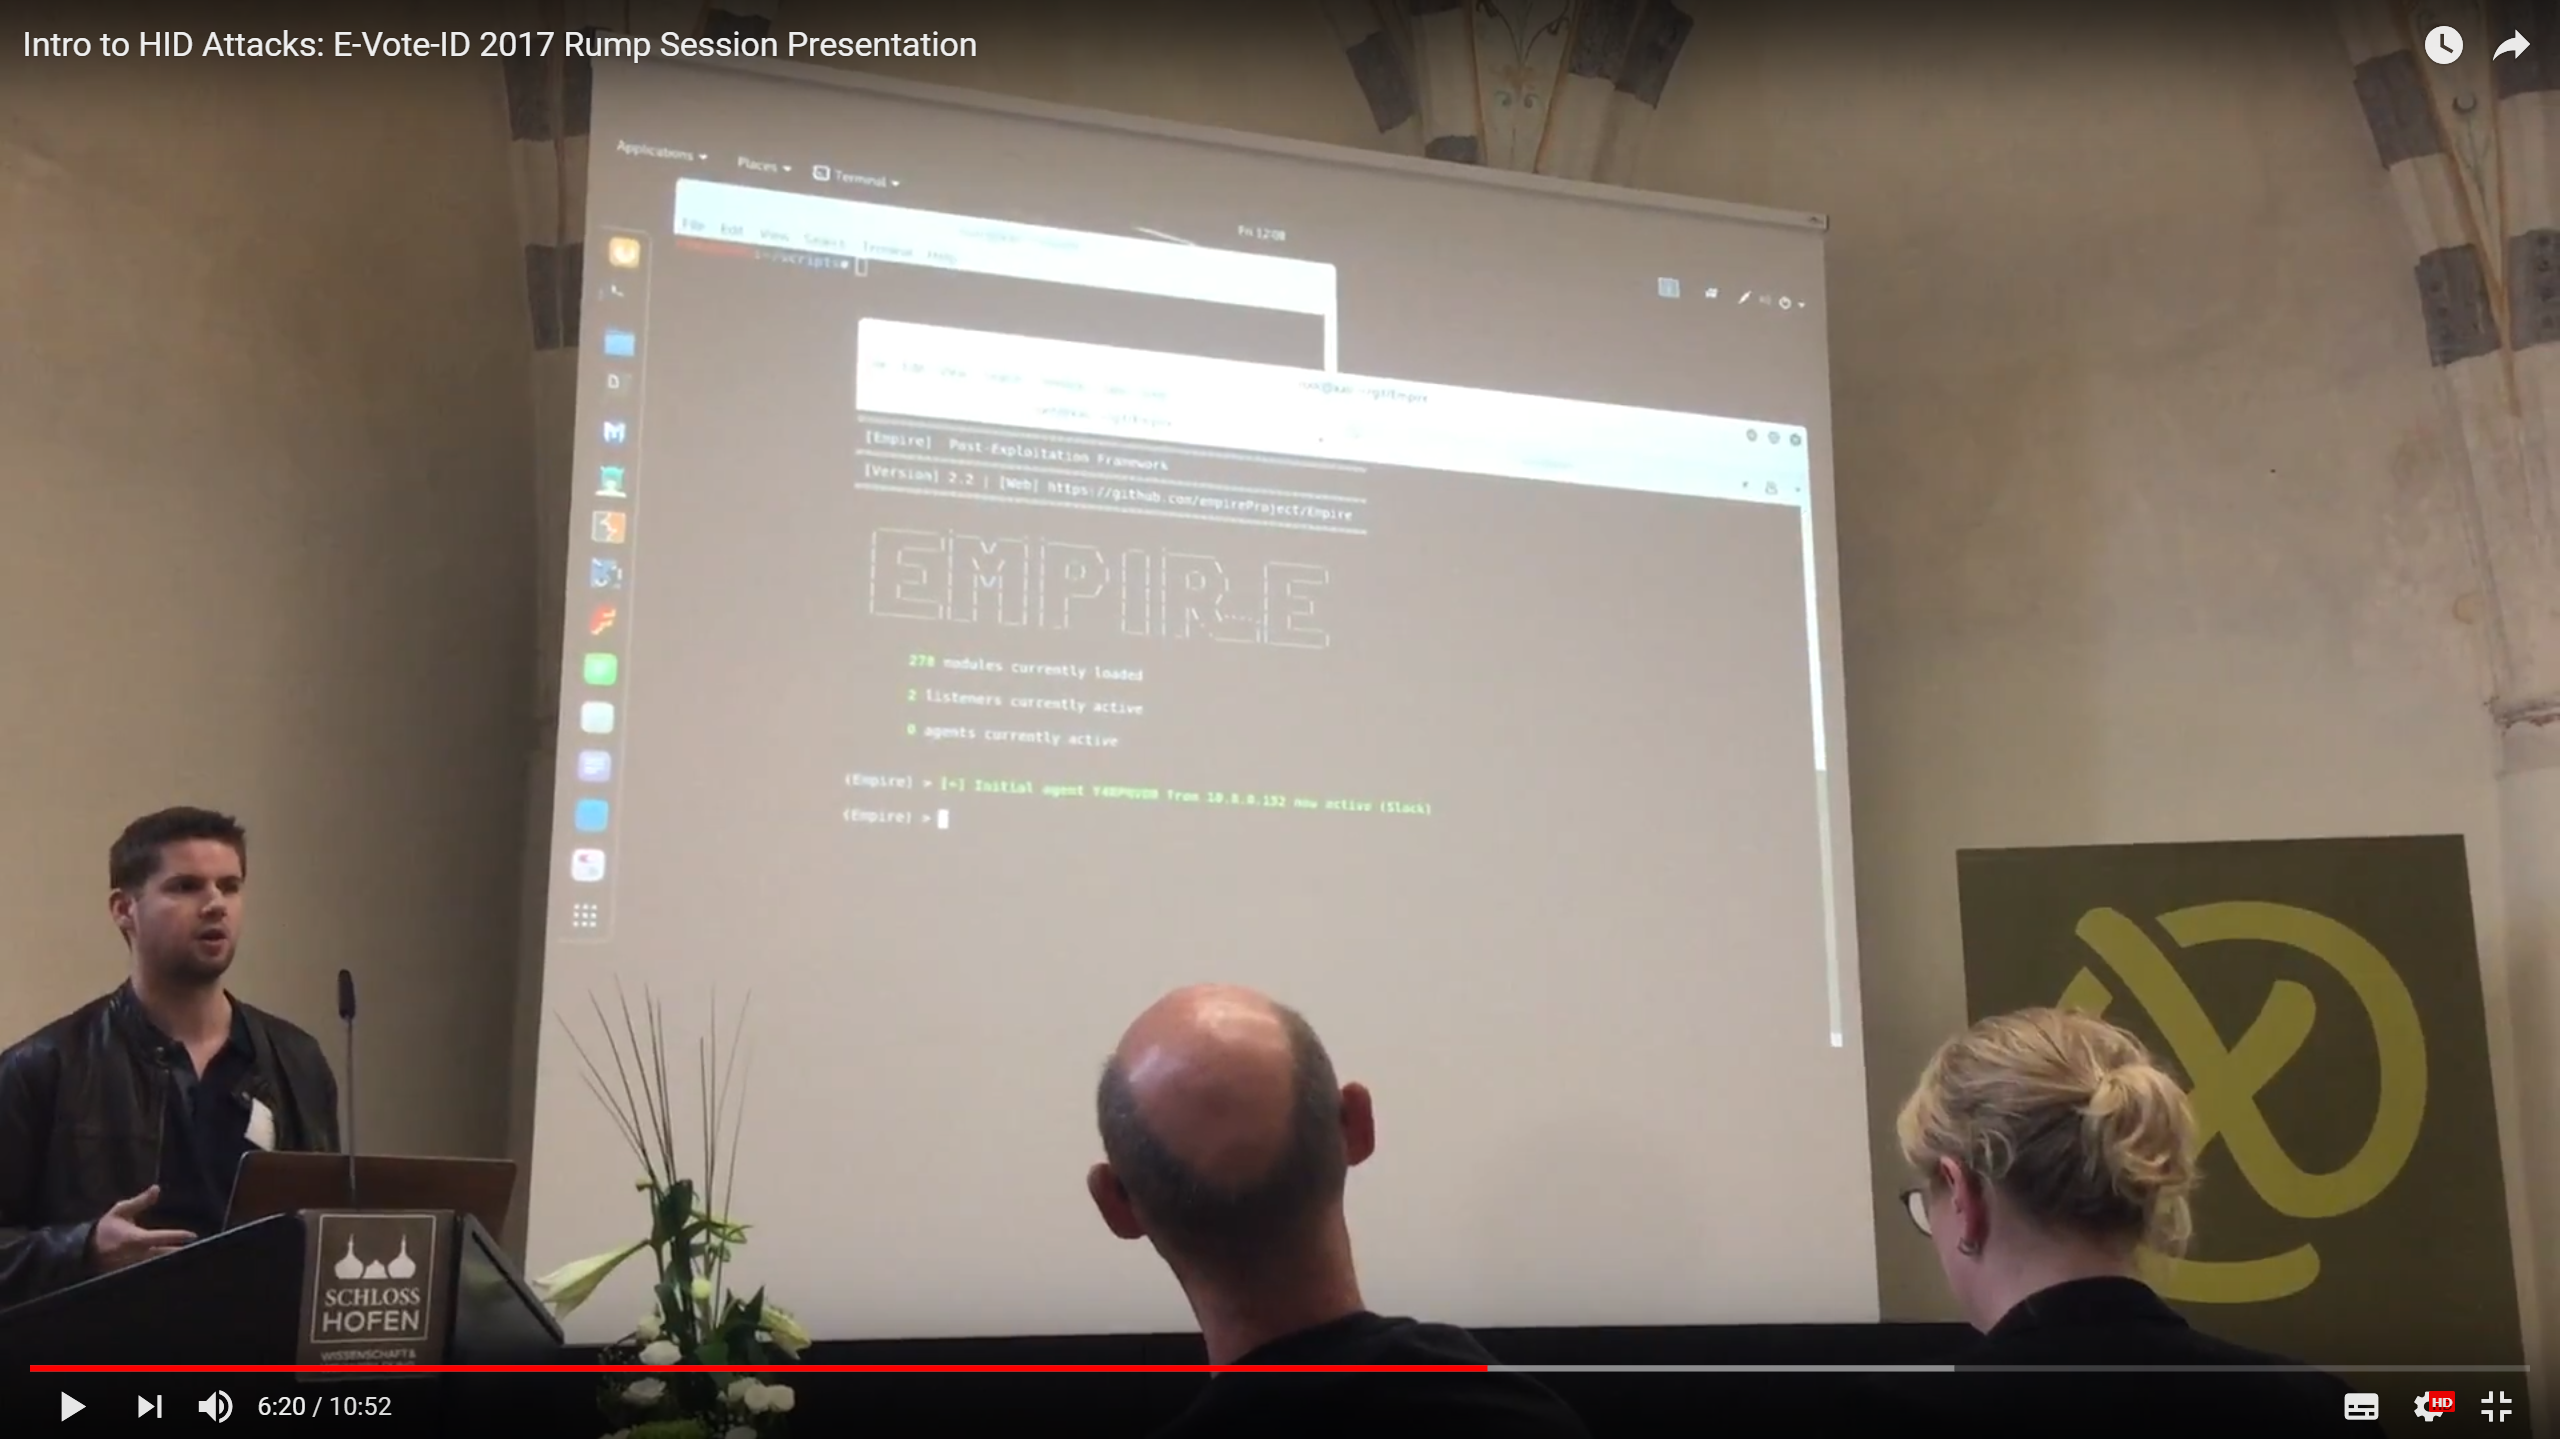 Intro to HID Attacks: E-Vote-ID 2017 Rump Session Presentation
Applications Places Terminal
Fri 12:08
File Edit View Search Terminal Help
:~/scripts#
[Empire] Post-Exploitation Framework
[Version] 2.2 | [Web] https://github.com/empireProject/Empire
EMPIRE
278 modules currently loaded
2 listeners currently active
0 agents currently active
(Empire) > [+] Initial agent from now active (Slack)
(Empire) >
SCHLOSS
HOFEN
WISSENSCHAFT &
6:20 / 10:52
HD